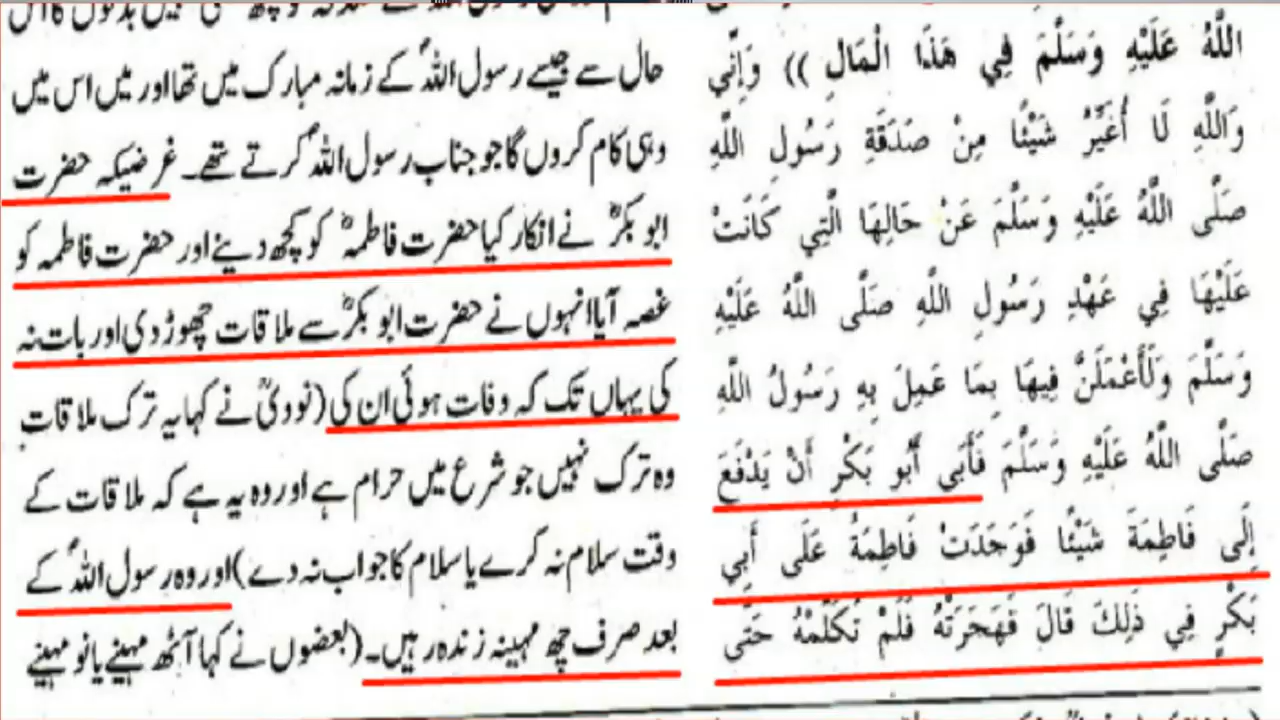 اللَّهُ عَلَيْهِ وَسَلَّمَ فِي هَذَا الْمَالِ )) وَإِنِّي
وَاللَّهِ لَا أُغَيِّرُ شَيْئًا مِنْ صَدَقَةِ رَسُولِ اللَّهِ
صَلَّى اللَّهُ عَلَيْهِ وَسَلَّمَ عَنْ حَالِهَا الَّتِي كَانَتْ
عَلَيْهَا فِي عَهْدِ رَسُولِ اللَّهِ صَلَّى اللَّهُ عَلَيْهِ
وَسَلَّمَ وَلَأَعْمَلَنَّ فِيهَا بِمَا عَمِلَ بِهِ رَسُولُ اللَّهِ
صَلَّى اللَّهُ عَلَيْهِ وَسَلَّمَ فَأَبَى أَبُو بَكْرٍ أَنْ يَدْفَعَ
إِلَى فَاطِمَةَ شَيْئًا فَوَجَدَتْ فَاطِمَةُ عَلَى أَبِي
بَكْرٍ فِي ذَلِكَ قَالَ فَهَجَرَتْهُ فَلَمْ تُكَلِّمْهُ حَتَّى
حال سے جیسے رسول اللہؐ کے زمانہ مبارک میں تھا اور میں اس میں
وہی کام کروں گا جو جناب رسول اللہؐ کرتے تھے۔ غرضیکہ حضرت
ابو بکرؓ نے انکار کیا حضرت فاطمہؓ کو کچھ دینے اور حضرت فاطمہ کو
غصہ آیا انہوں نے حضرت ابو بکرؓ سے ملاقات چھوڑ دی اور بات نہ
کی یہاں تک کہ وفات ہوئی ان کی (نوویؒ نے کہا یہ ترک ملاقات
وہ ترک نہیں جو شرع میں حرام ہے اور وہ یہ ہے کہ ملاقات کے
وقت سلام نہ کرے یا سلام کا جواب نہ دے) اور وہ رسول اللہؐ کے
بعد صرف چھ مہینہ زندہ رہیں۔ (بعضوں نے کہا آٹھ مہینے یا نو مہینے